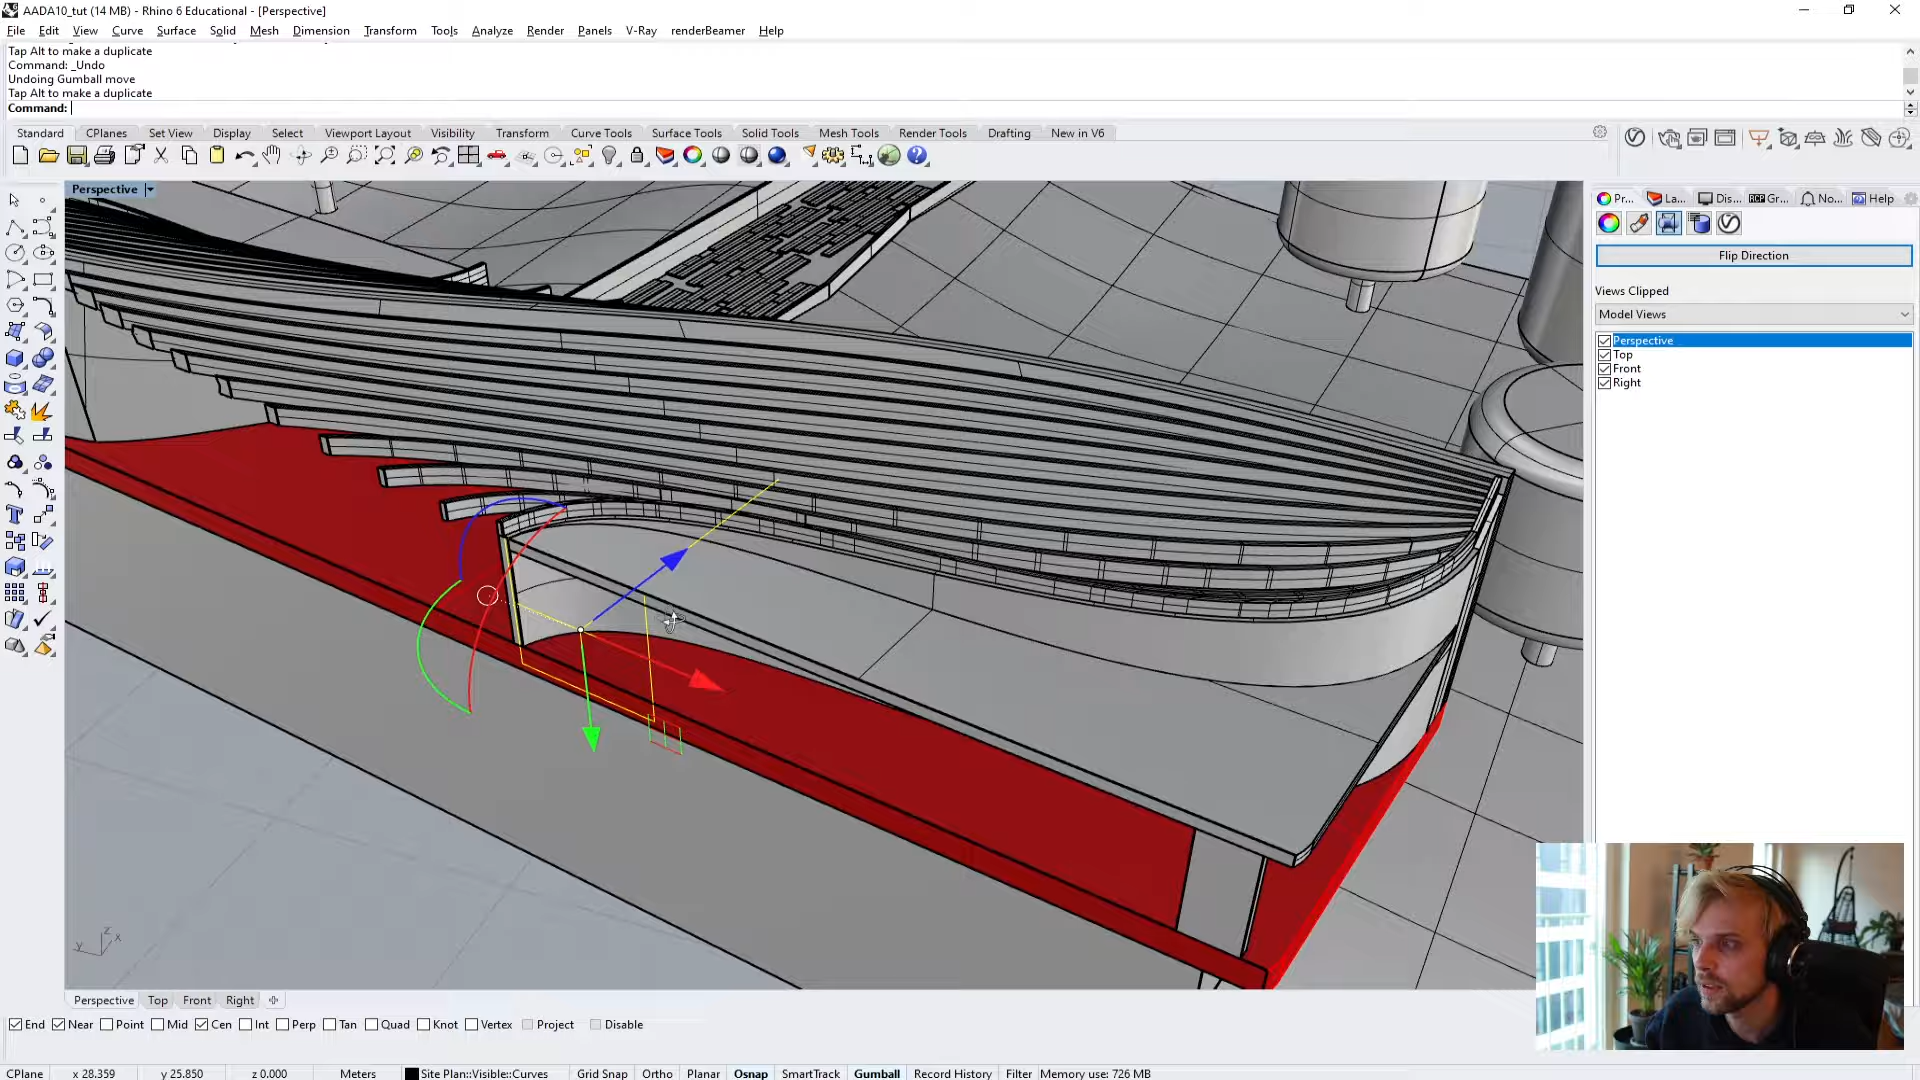 AADA10_tut (14 MB) - Rhino 6 Educational - [Perspective]
File Edit View Curve Surface Solid Mesh Dimension Transform Tools Analyze Render Panels V-Ray renderBeamer Help
Tap Alt to make a duplicate
Command: _Undo
Undoing Gumball move
Tap Alt to make a duplicate
Command:
Standard CPlanes Set View Display Select Viewport Layout Visibility Transform Curve Tools Surface Tools Solid Tools Mesh Tools Render Tools Drafting New in V6
Perspective
Pr... La... Dis... Gr... No... Help
Flip Direction
Views Clipped
Model Views
Perspective
Top
Front
Right
z
y x
Perspective Top Front Right
End Near Point Mid Cen Int Perp Tan Quad Knot Vertex Project Disable
CPlane x 28.359 y 25.850 z 0.000 Meters Site Plan::Visible::Curves Grid Snap Ortho Planar Osnap SmartTrack Gumball Record History Filter Memory use: 726 MB